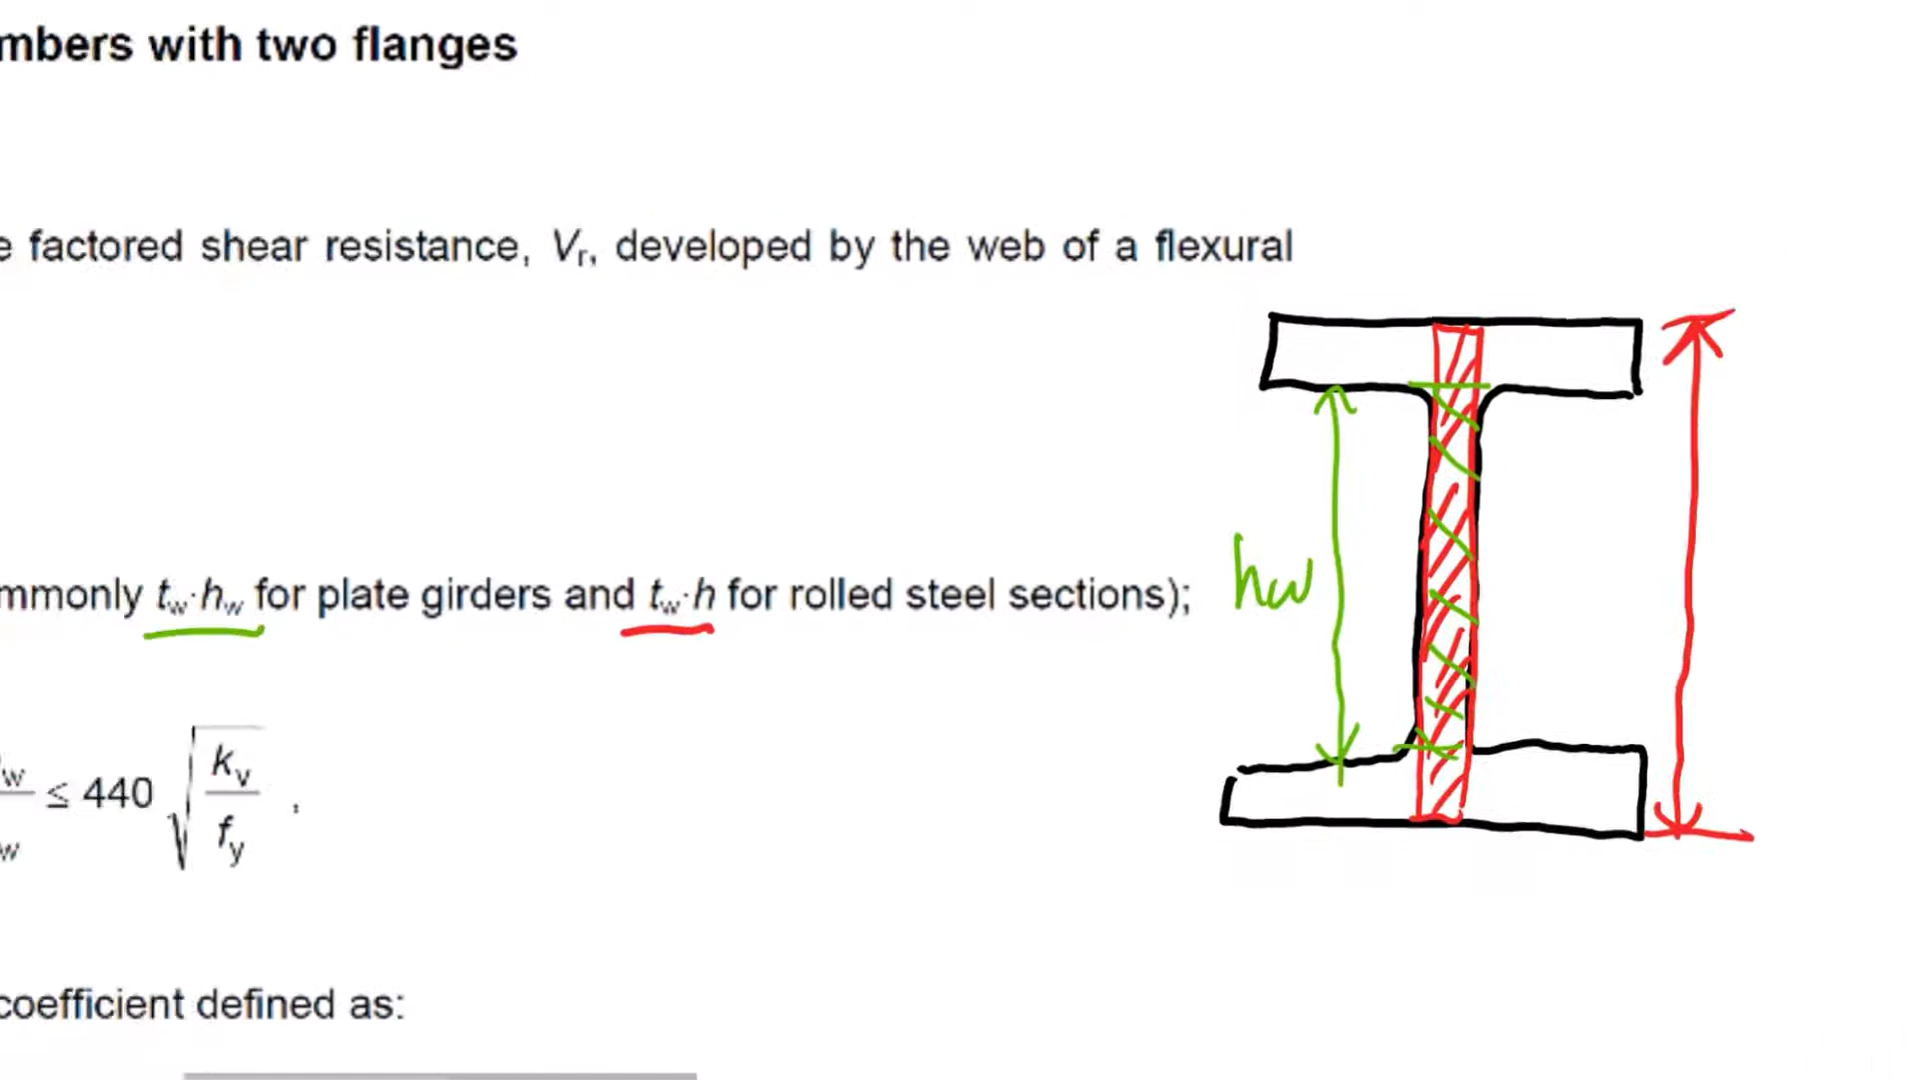 mbers with two flanges
e factored shear resistance, Vr, developed by the web of a flexural
mmonly tw·hw for plate girders and tw·h for rolled steel sections);
hw
w
w ≤ 440 √(kv/fy) ,
coefficient defined as: